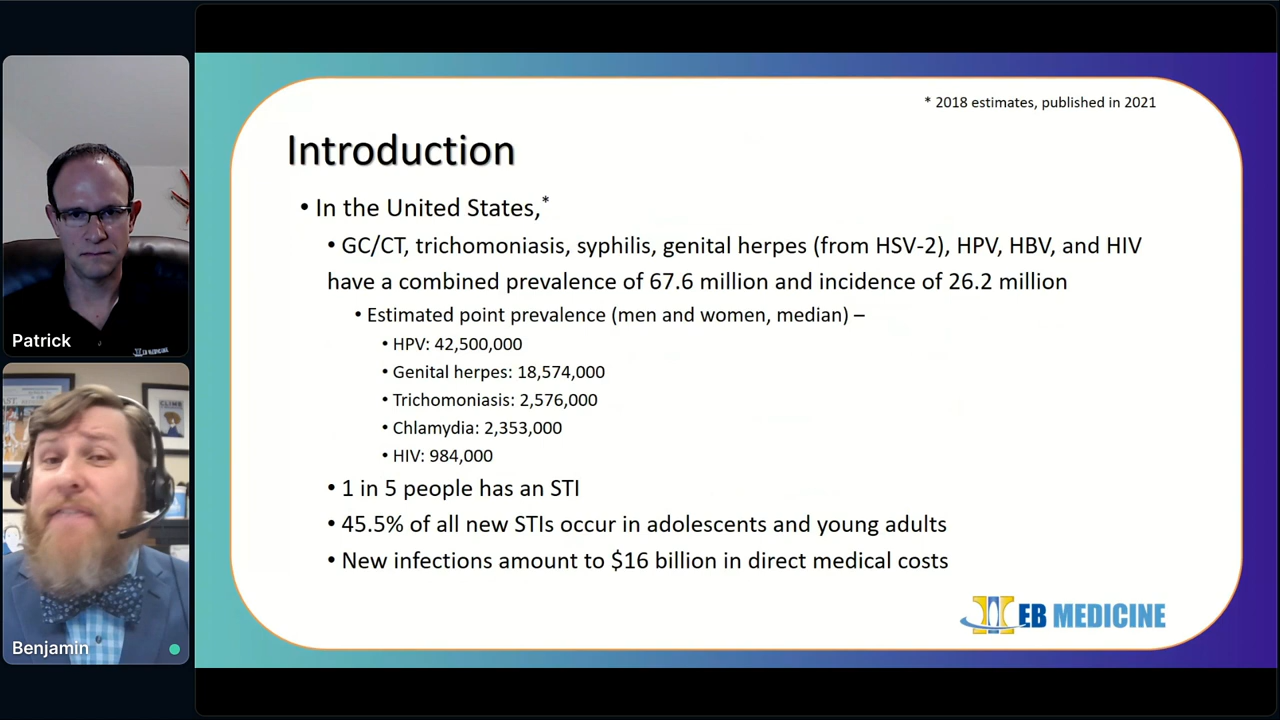 * 2018 estimates, published in 2021
Introduction
• In the United States,*
• GC/CT, trichomoniasis, syphilis, genital herpes (from HSV-2), HPV, HBV, and HIV
have a combined prevalence of 67.6 million and incidence of 26.2 million
• Estimated point prevalence (men and women, median) –
• HPV: 42,500,000
• Genital herpes: 18,574,000
• Trichomoniasis: 2,576,000
• Chlamydia: 2,353,000
• HIV: 984,000
• 1 in 5 people has an STI
• 45.5% of all new STIs occur in adolescents and young adults
• New infections amount to $16 billion in direct medical costs
EB MEDICINE
Patrick
EB MEDICINE
CLIMB
Benjamin